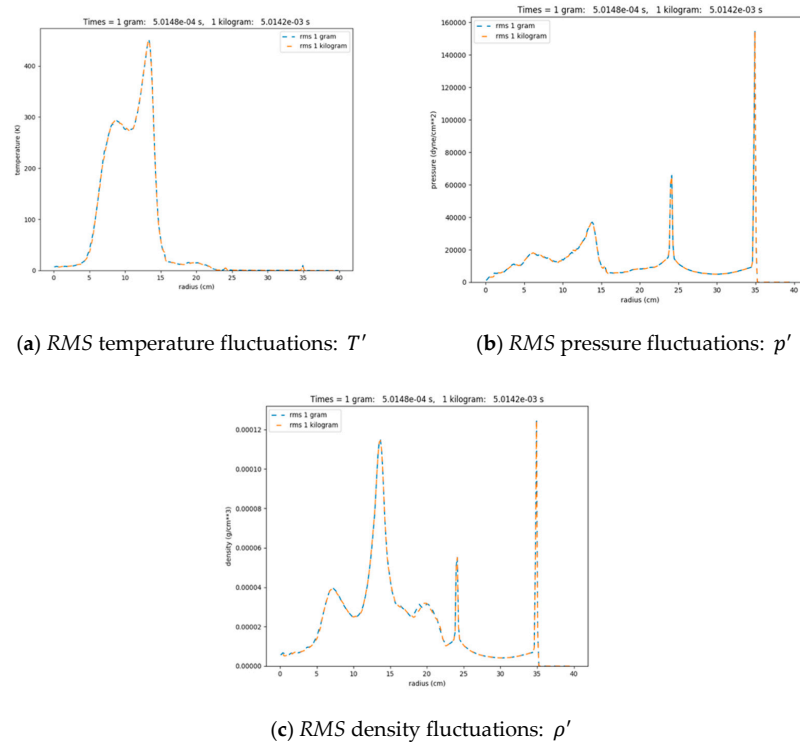 Times = 1 gram: 5.0148e-04 s, 1 kilogram: 5.0142e-03 s
rms 1 gram
rms 1 kilogram
400
300
200
100
0
temperature (K)
0 5 10 15 20 25 30 35 40
radius (cm)
(a) RMS temperature fluctuations: T′
Times = 1 gram: 5.0148e-04 s, 1 kilogram: 5.0142e-03 s
rms 1 gram
rms 1 kilogram
160000
140000
120000
100000
80000
60000
40000
20000
0
pressure (dyne/cm**2)
0 5 10 15 20 25 30 35 40
radius (cm)
(b) RMS pressure fluctuations: p′
Times = 1 gram: 5.0148e-04 s, 1 kilogram: 5.0142e-03 s
rms 1 gram
rms 1 kilogram
0.00012
0.00010
0.00008
0.00006
0.00004
0.00002
0.00000
density (g/cm**3)
0 5 10 15 20 25 30 35 40
radius (cm)
(c) RMS density fluctuations: ρ′